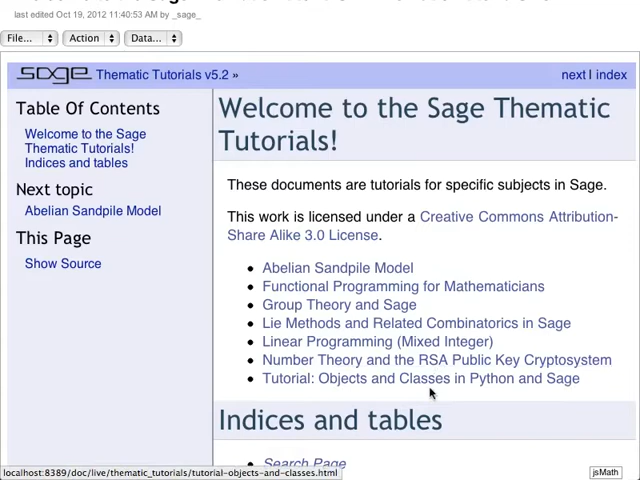 last edited Oct 19, 2012 11:40:53 AM by _sage_
File...
Action
Data...
sage Thematic Tutorials v5.2 »
next | index
Table Of Contents
Welcome to the Sage
Thematic Tutorials!
Indices and tables
Next topic
Abelian Sandpile Model
This Page
Show Source
Welcome to the Sage Thematic
Tutorials!
These documents are tutorials for specific subjects in Sage.
This work is licensed under a Creative Commons Attribution-
Share Alike 3.0 License.
Abelian Sandpile Model
Functional Programming for Mathematicians
Group Theory and Sage
Lie Methods and Related Combinatorics in Sage
Linear Programming (Mixed Integer)
Number Theory and the RSA Public Key Cryptosystem
Tutorial: Objects and Classes in Python and Sage
Indices and tables
Search Page
localhost:8389/doc/live/thematic_tutorials/tutorial-objects-and-classes.html
jsMath